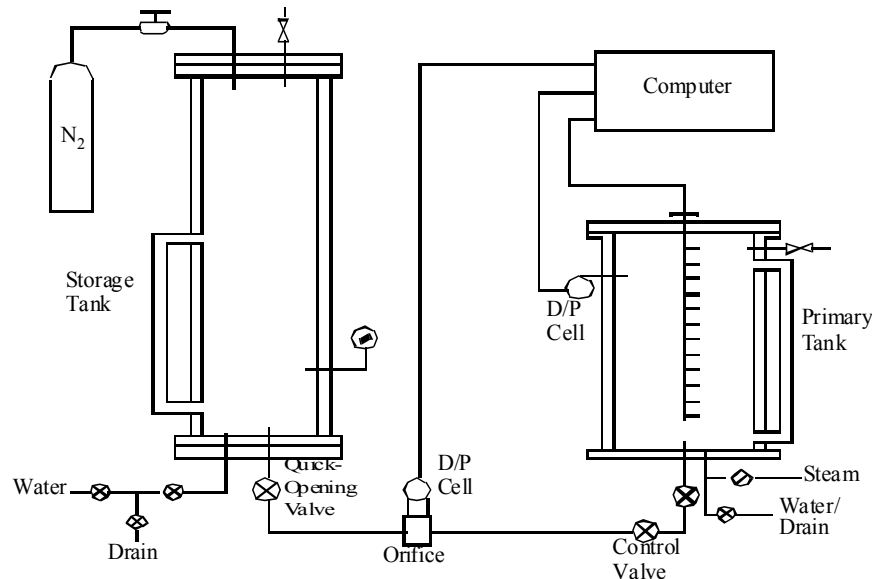 N2
Computer
Storage
Tank
D/P
Cell
Primary
Tank
Water
Quick-
Opening
Valve
D/P
Cell
Steam
Water/
Drain
Drain
Orifice
Control
Valve